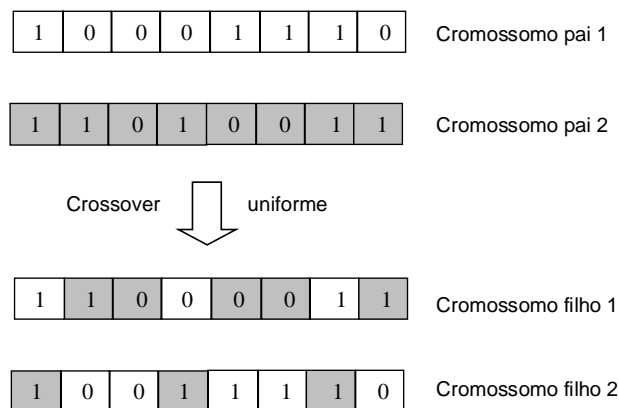 1 0 0 0 1 1 1 0 Cromossomo pai 1
1 1 0 1 0 0 1 1 Cromossomo pai 2
Crossover uniforme
1 1 0 0 0 0 1 1 Cromossomo filho 1
1 0 0 1 1 1 1 0 Cromossomo filho 2